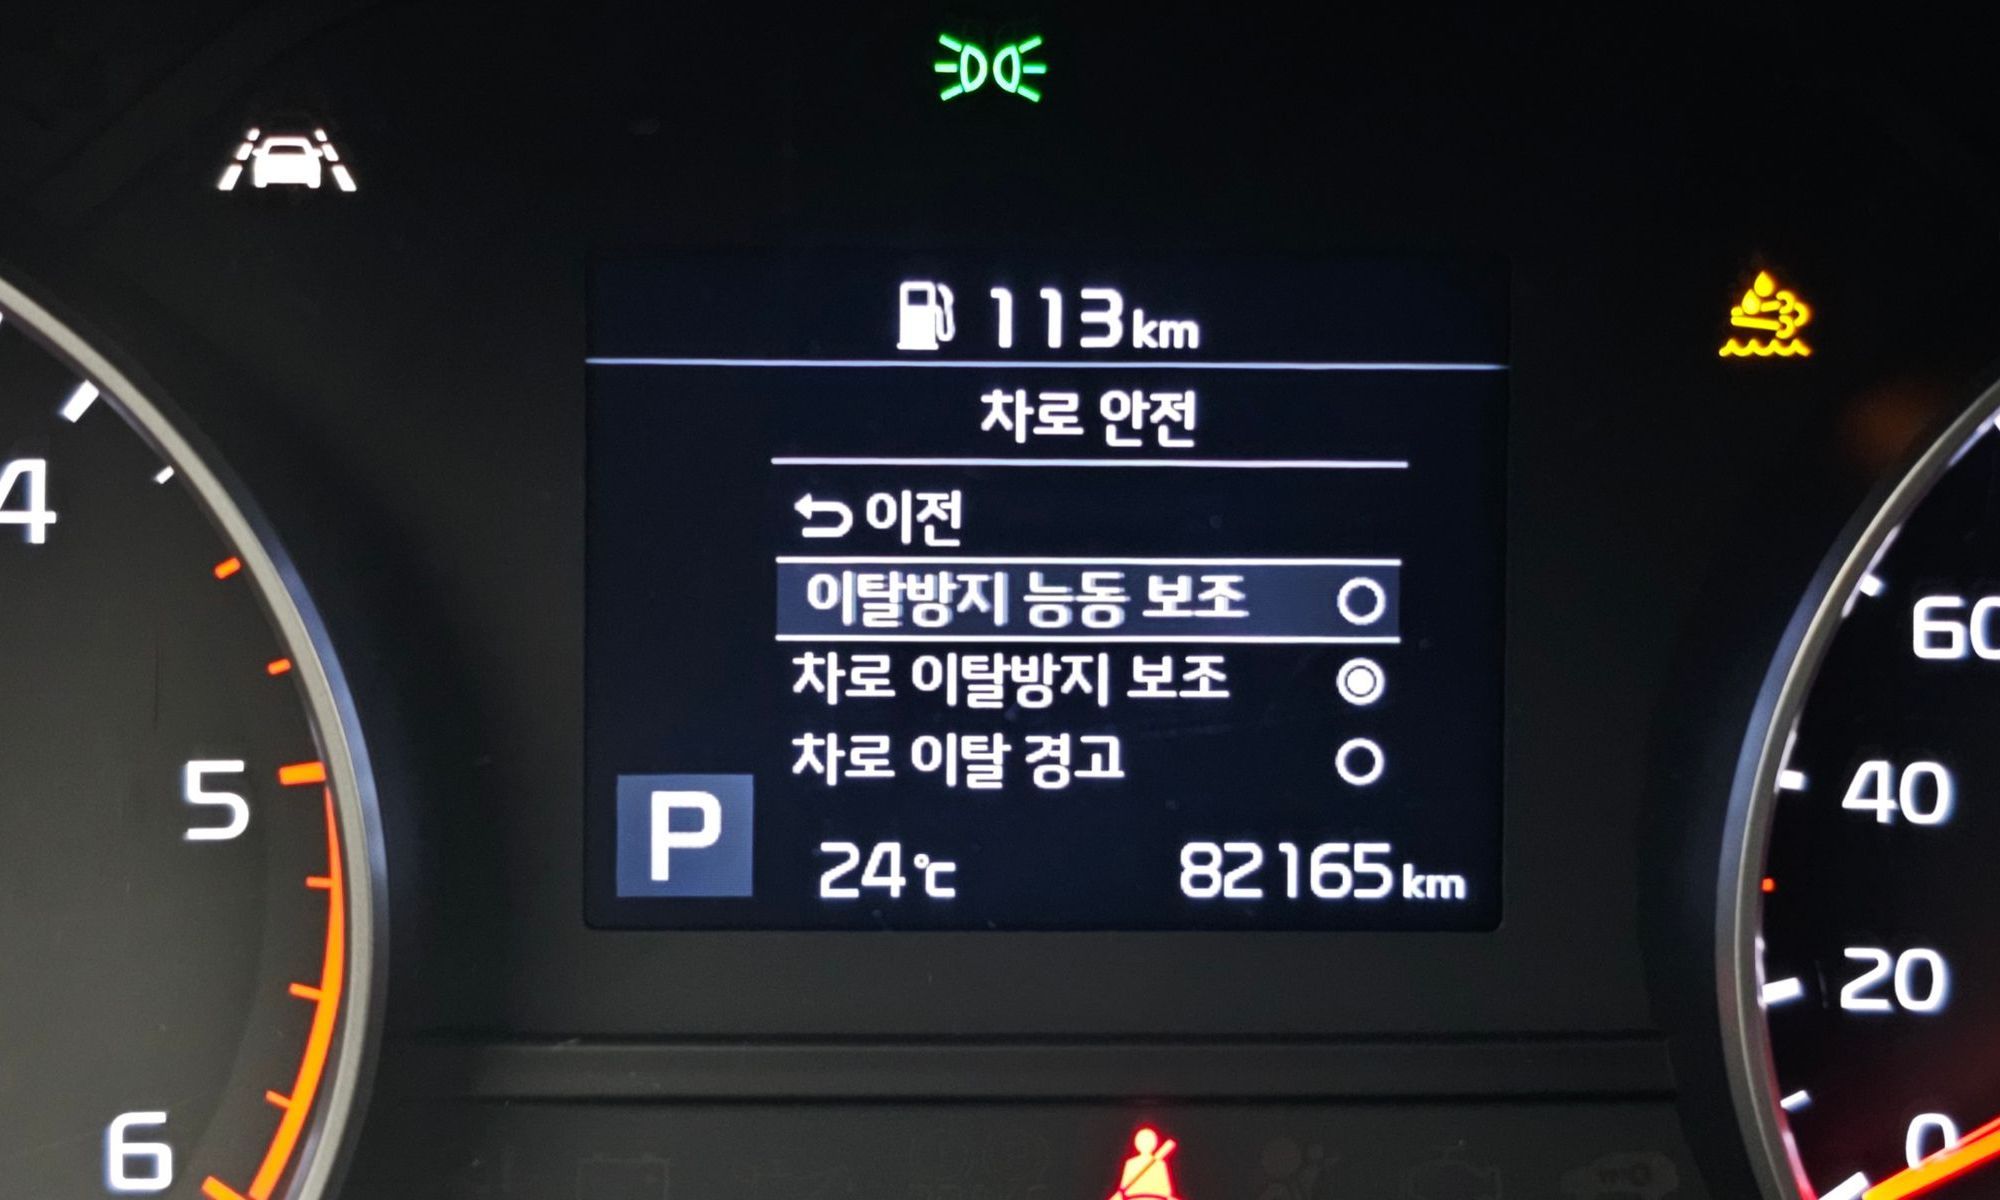 113km
차로 안전
이전
이탈방지 능동 보조
차로 이탈방지 보조
차로 이탈 경고
P
24℃
82165km
4
5
6
60
40
20
0